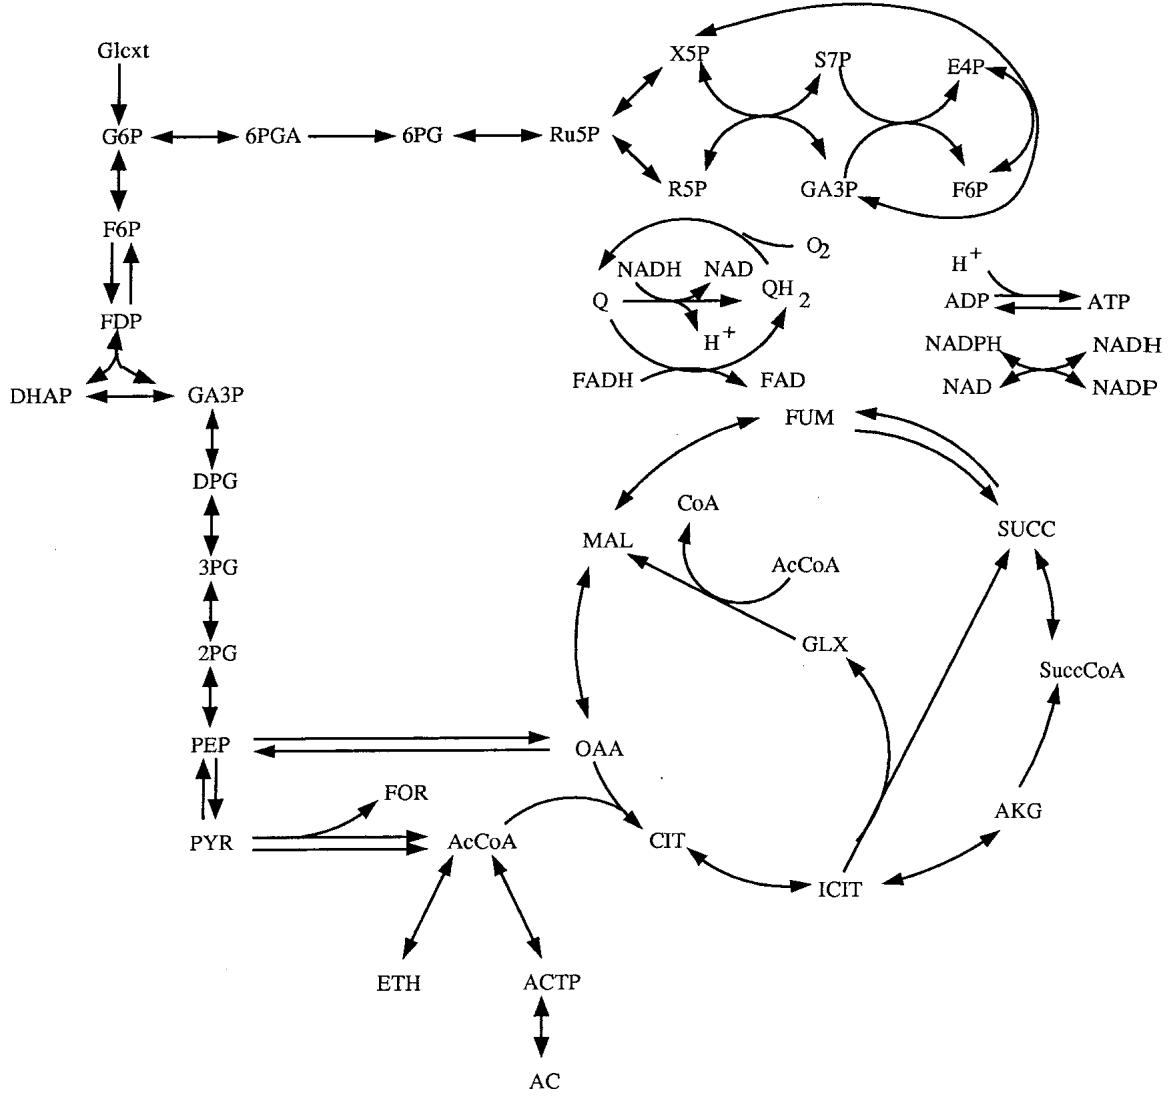 Glcxt
X5P
S7P
E4P
G6P
6PGA
6PG
Ru5P
R5P
GA3P
F6P
F6P
O2
H+
NADH
NAD
Q
QH2
ADP
ATP
FDP
H+
NADPH
NADH
FADH
FAD
NAD
NADP
DHAP
GA3P
FUM
DPG
CoA
SUCC
MAL
AcCoA
3PG
GLX
2PG
SuccCoA
PEP
OAA
FOR
AKG
PYR
AcCoA
CIT
ICIT
ETH
ACTP
AC